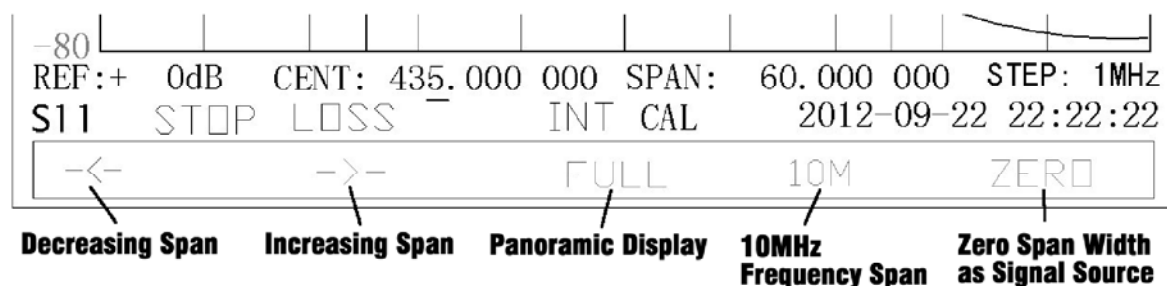 -80
REF:+ 0dB CENT: 435.000 000 SPAN: 60.000 000 STEP: 1MHz
S11 STOP LOSS INT CAL 2012-09-22 22:22:22
-<- ->- FULL 10M ZERO
Decreasing Span Increasing Span Panoramic Display 10MHz Frequency Span Zero Span Width as Signal Source